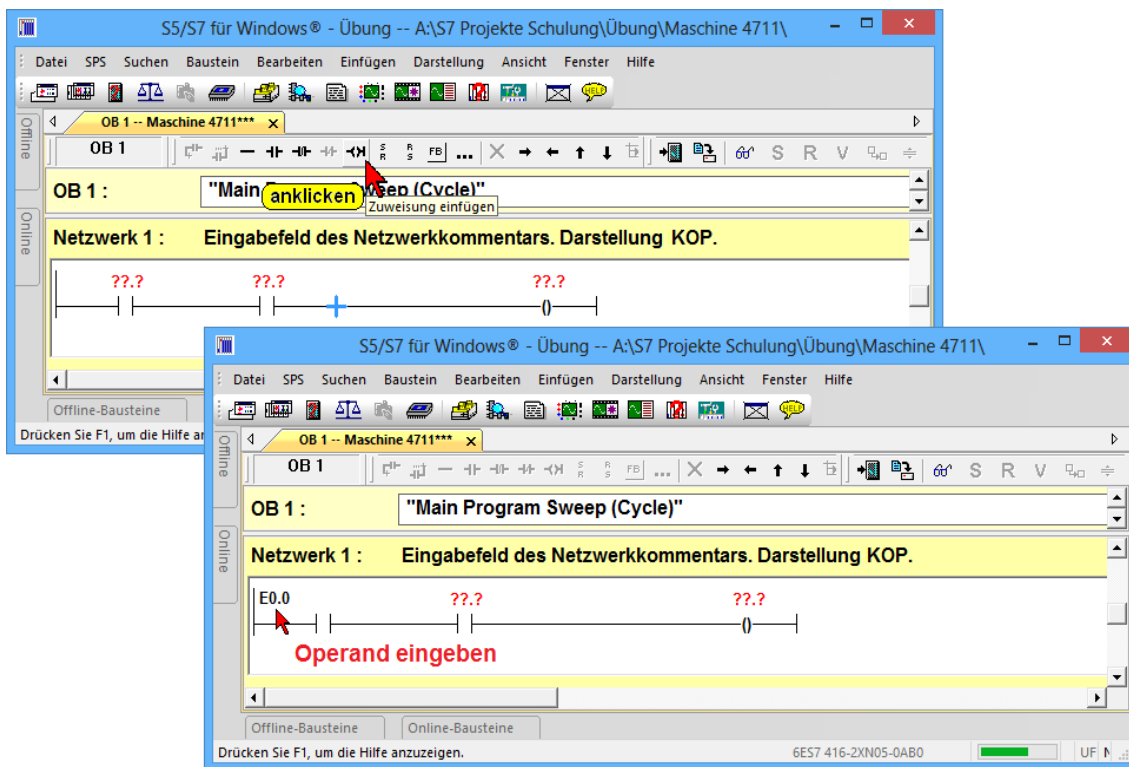 S5/S7 für Windows® - Übung -- A:\S7 Projekte Schulung\Übung\Maschine 4711\
Datei SPS Suchen Baustein Bearbeiten Einfügen Darstellung Ansicht Fenster Hilfe
HELP
Offline
OB 1 -- Maschine 4711***
OB 1
S R
R S
FB
...
S R V
OB 1 :
"Main
Sweep (Cycle)"
anklicken
Zuweisung einfügen
Online
Netzwerk 1 : Eingabefeld des Netzwerkkommentars. Darstellung KOP.
??.? ??.? ??.?
()
Offline-Bausteine
Drücken Sie F1, um die Hilfe
S5/S7 für Windows® - Übung -- A:\S7 Projekte Schulung\Übung\Maschine 4711\
Datei SPS Suchen Baustein Bearbeiten Einfügen Darstellung Ansicht Fenster Hilfe
HELP
Offline
OB 1 -- Maschine 4711***
OB 1
S R
R S
FB
...
S R V
OB 1 :
"Main Program Sweep (Cycle)"
Online
Netzwerk 1 : Eingabefeld des Netzwerkkommentars. Darstellung KOP.
E0.0 ??.? ??.?
()
Operand eingeben
Offline-Bausteine Online-Bausteine
Drücken Sie F1, um die Hilfe anzuzeigen. 6ES7 416-2XN05-0AB0 UF